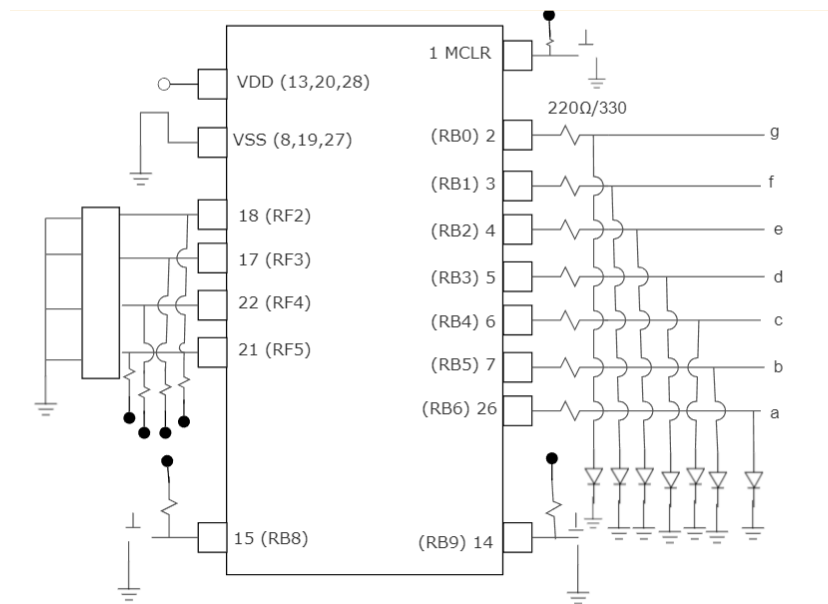 1 MCLR
VDD (13,20,28)
220Ω/330
VSS (8,19,27)
(RB0) 2
g
(RB1) 3
f
18 (RF2)
(RB2) 4
e
17 (RF3)
(RB3) 5
d
22 (RF4)
(RB4) 6
c
21 (RF5)
(RB5) 7
b
(RB6) 26
a
15 (RB8)
(RB9) 14